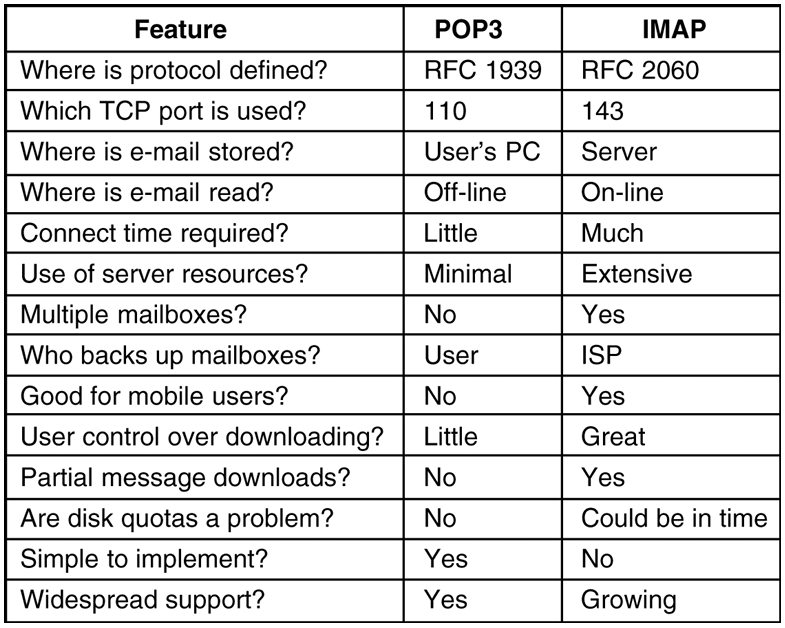 Feature POP3 IMAP
Where is protocol defined? RFC 1939 RFC 2060
Which TCP port is used? 110 143
Where is e-mail stored? User's PC Server
Where is e-mail read? Off-line On-line
Connect time required? Little Much
Use of server resources? Minimal Extensive
Multiple mailboxes? No Yes
Who backs up mailboxes? User ISP
Good for mobile users? No Yes
User control over downloading? Little Great
Partial message downloads? No Yes
Are disk quotas a problem? No Could be in time
Simple to implement? Yes No
Widespread support? Yes Growing